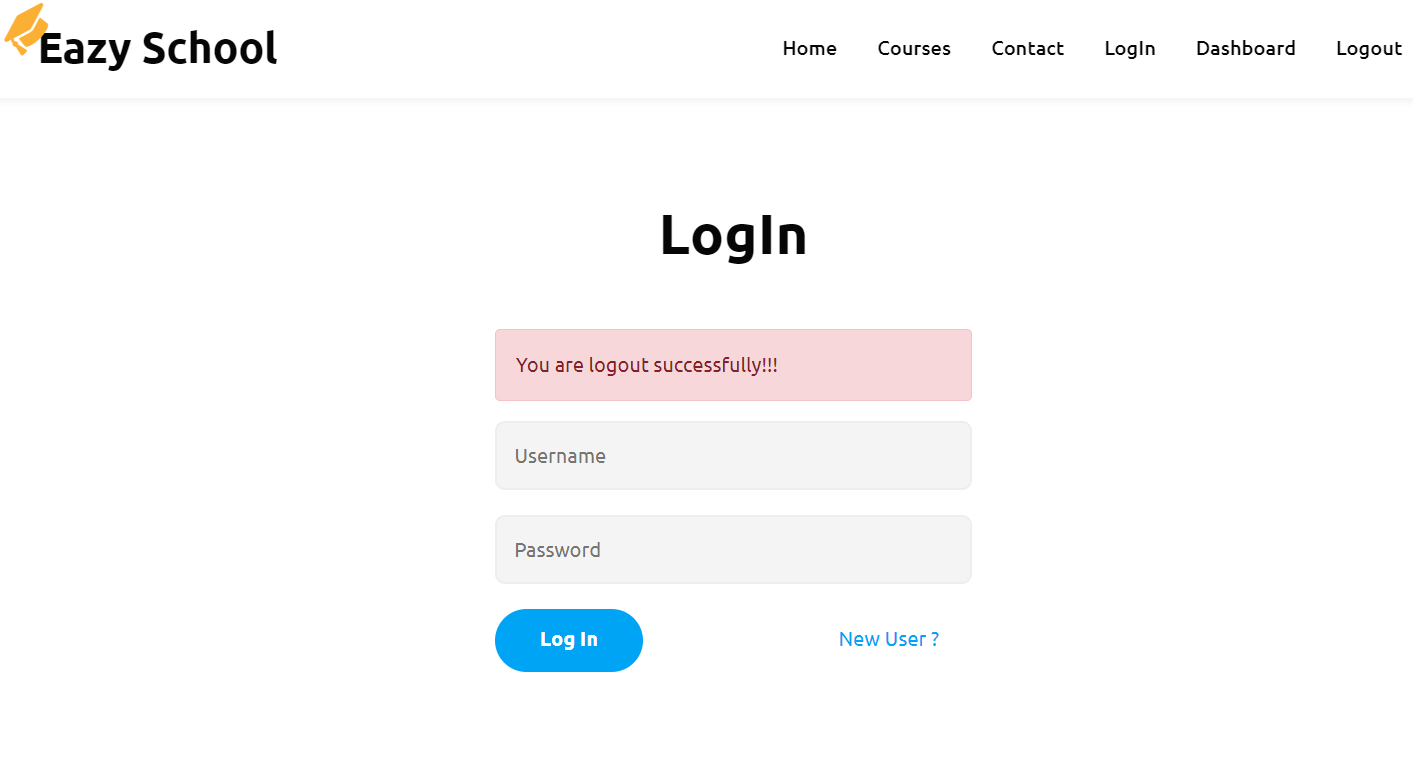 Eazy School
Home Courses Contact LogIn Dashboard Logout
LogIn
You are logout successfully!!!
Username
Password
Log In New User ?